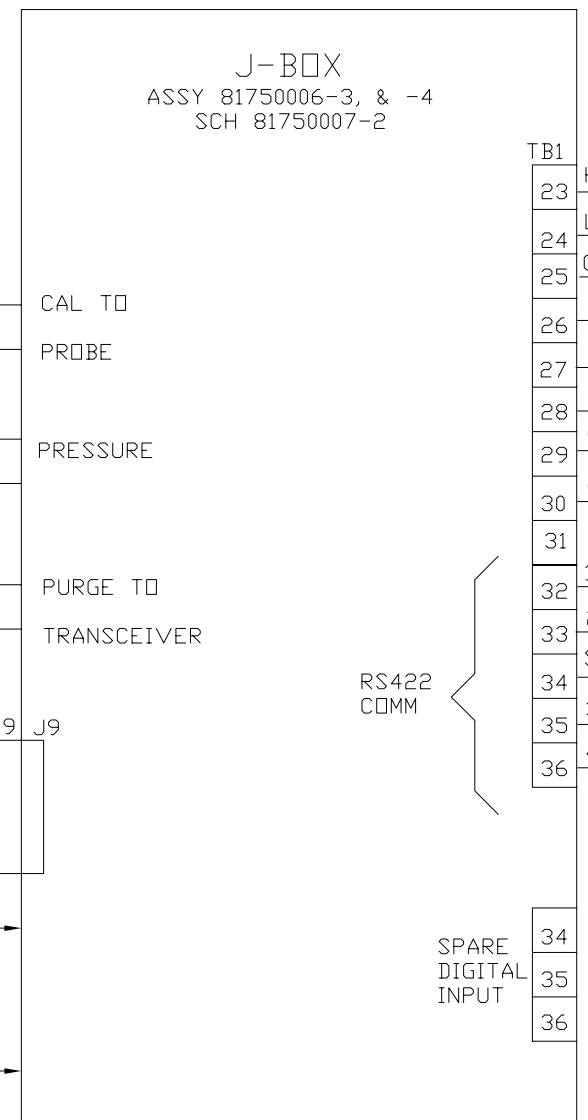 J-BOX
ASSY 81750006-3, & -4
SCH 81750007-2
TB1
23
24
25
26
27
28
29
30
31
32
33
34
35
36
CAL TO
PROBE
PRESSURE
PURGE TO
TRANSCEIVER
RS422
COMM
9 J9
34
35
36
SPARE
DIGITAL
INPUT